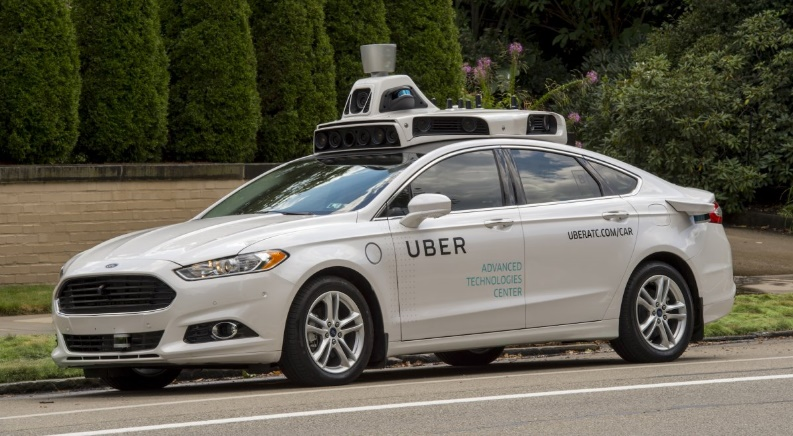 UBER
ADVANCED
TECHNOLOGIES
CENTER
UBERATC.COM/CAR